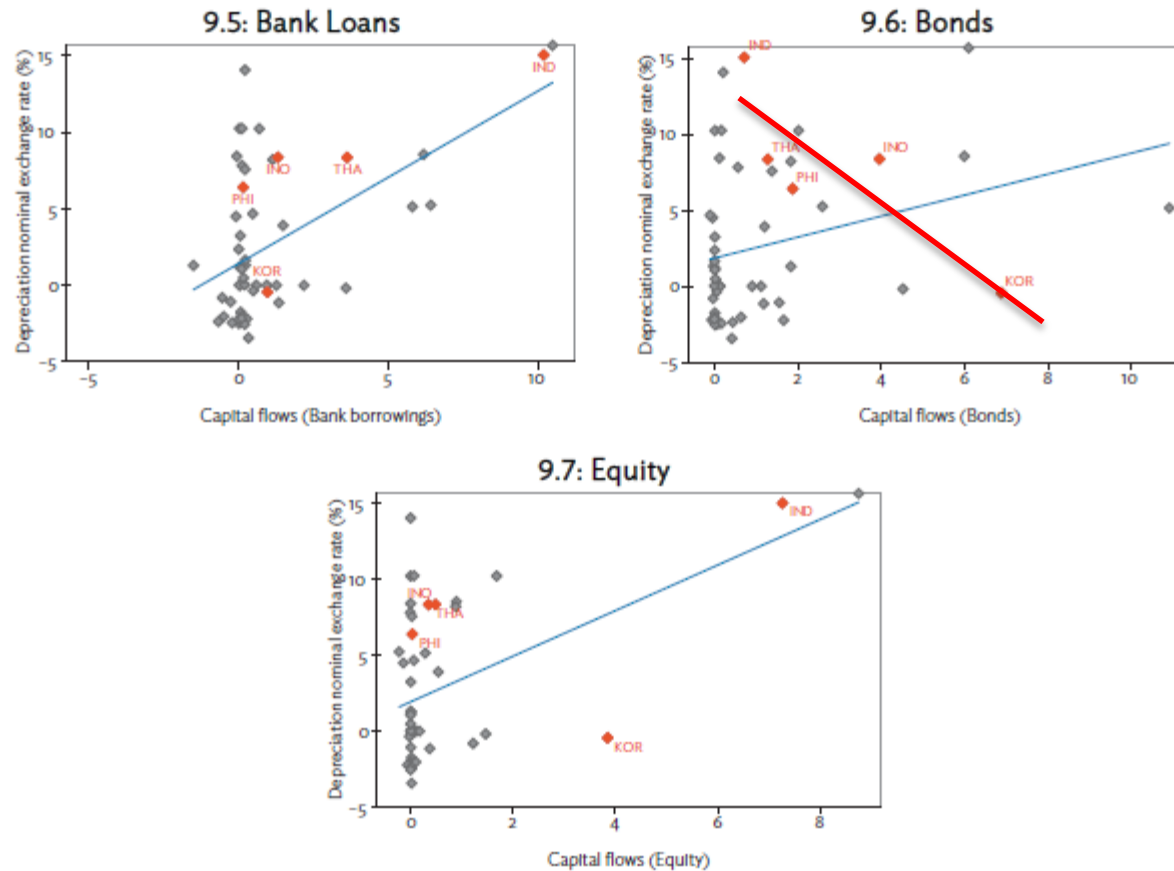 9.5: Bank Loans
Depreciation nominal exchange rate (%)
15
10
5
0
−5
IND
INO
THA
PHI
KOR
−5
0
5
10
Capital flows (Bank borrowings)
9.6: Bonds
Depreciation nominal exchange rate (%)
15
10
5
0
−5
IND
THA
INO
PHI
KOR
0
2
4
6
8
10
Capital flows (Bonds)
9.7: Equity
Depreciation nominal exchange rate (%)
15
10
5
0
−5
IND
INO
THA
PHI
KOR
0
2
4
6
8
Capital flows (Equity)